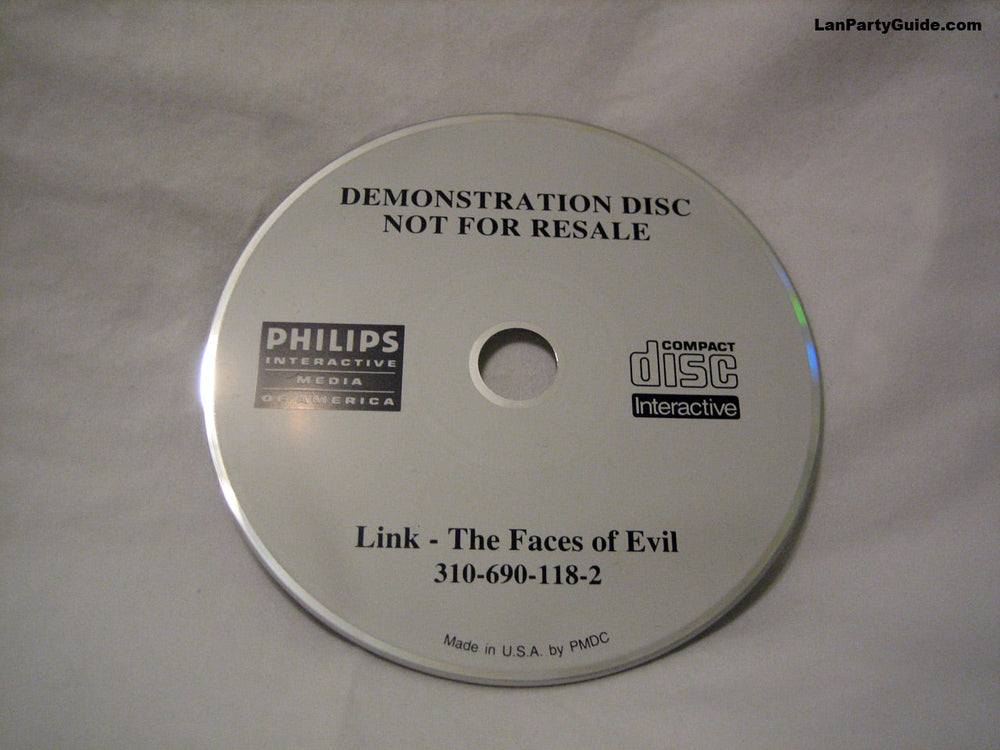 LanPartyGuide.com
DEMONSTRATION DISC
NOT FOR RESALE
PHILIPS
INTERACTIVE
MEDIA
OF AMERICA
COMPACT
disc
Interactive
Link - The Faces of Evil
310-690-118-2
Made in U.S.A. by PMDC